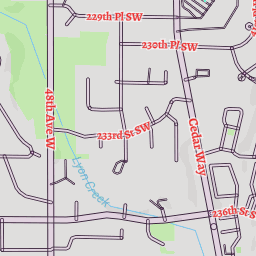 229th Pl SW
230th Pl SW
48th Ave W
Cedar Way
233rd St SW
Lyon Creek
236th St SW